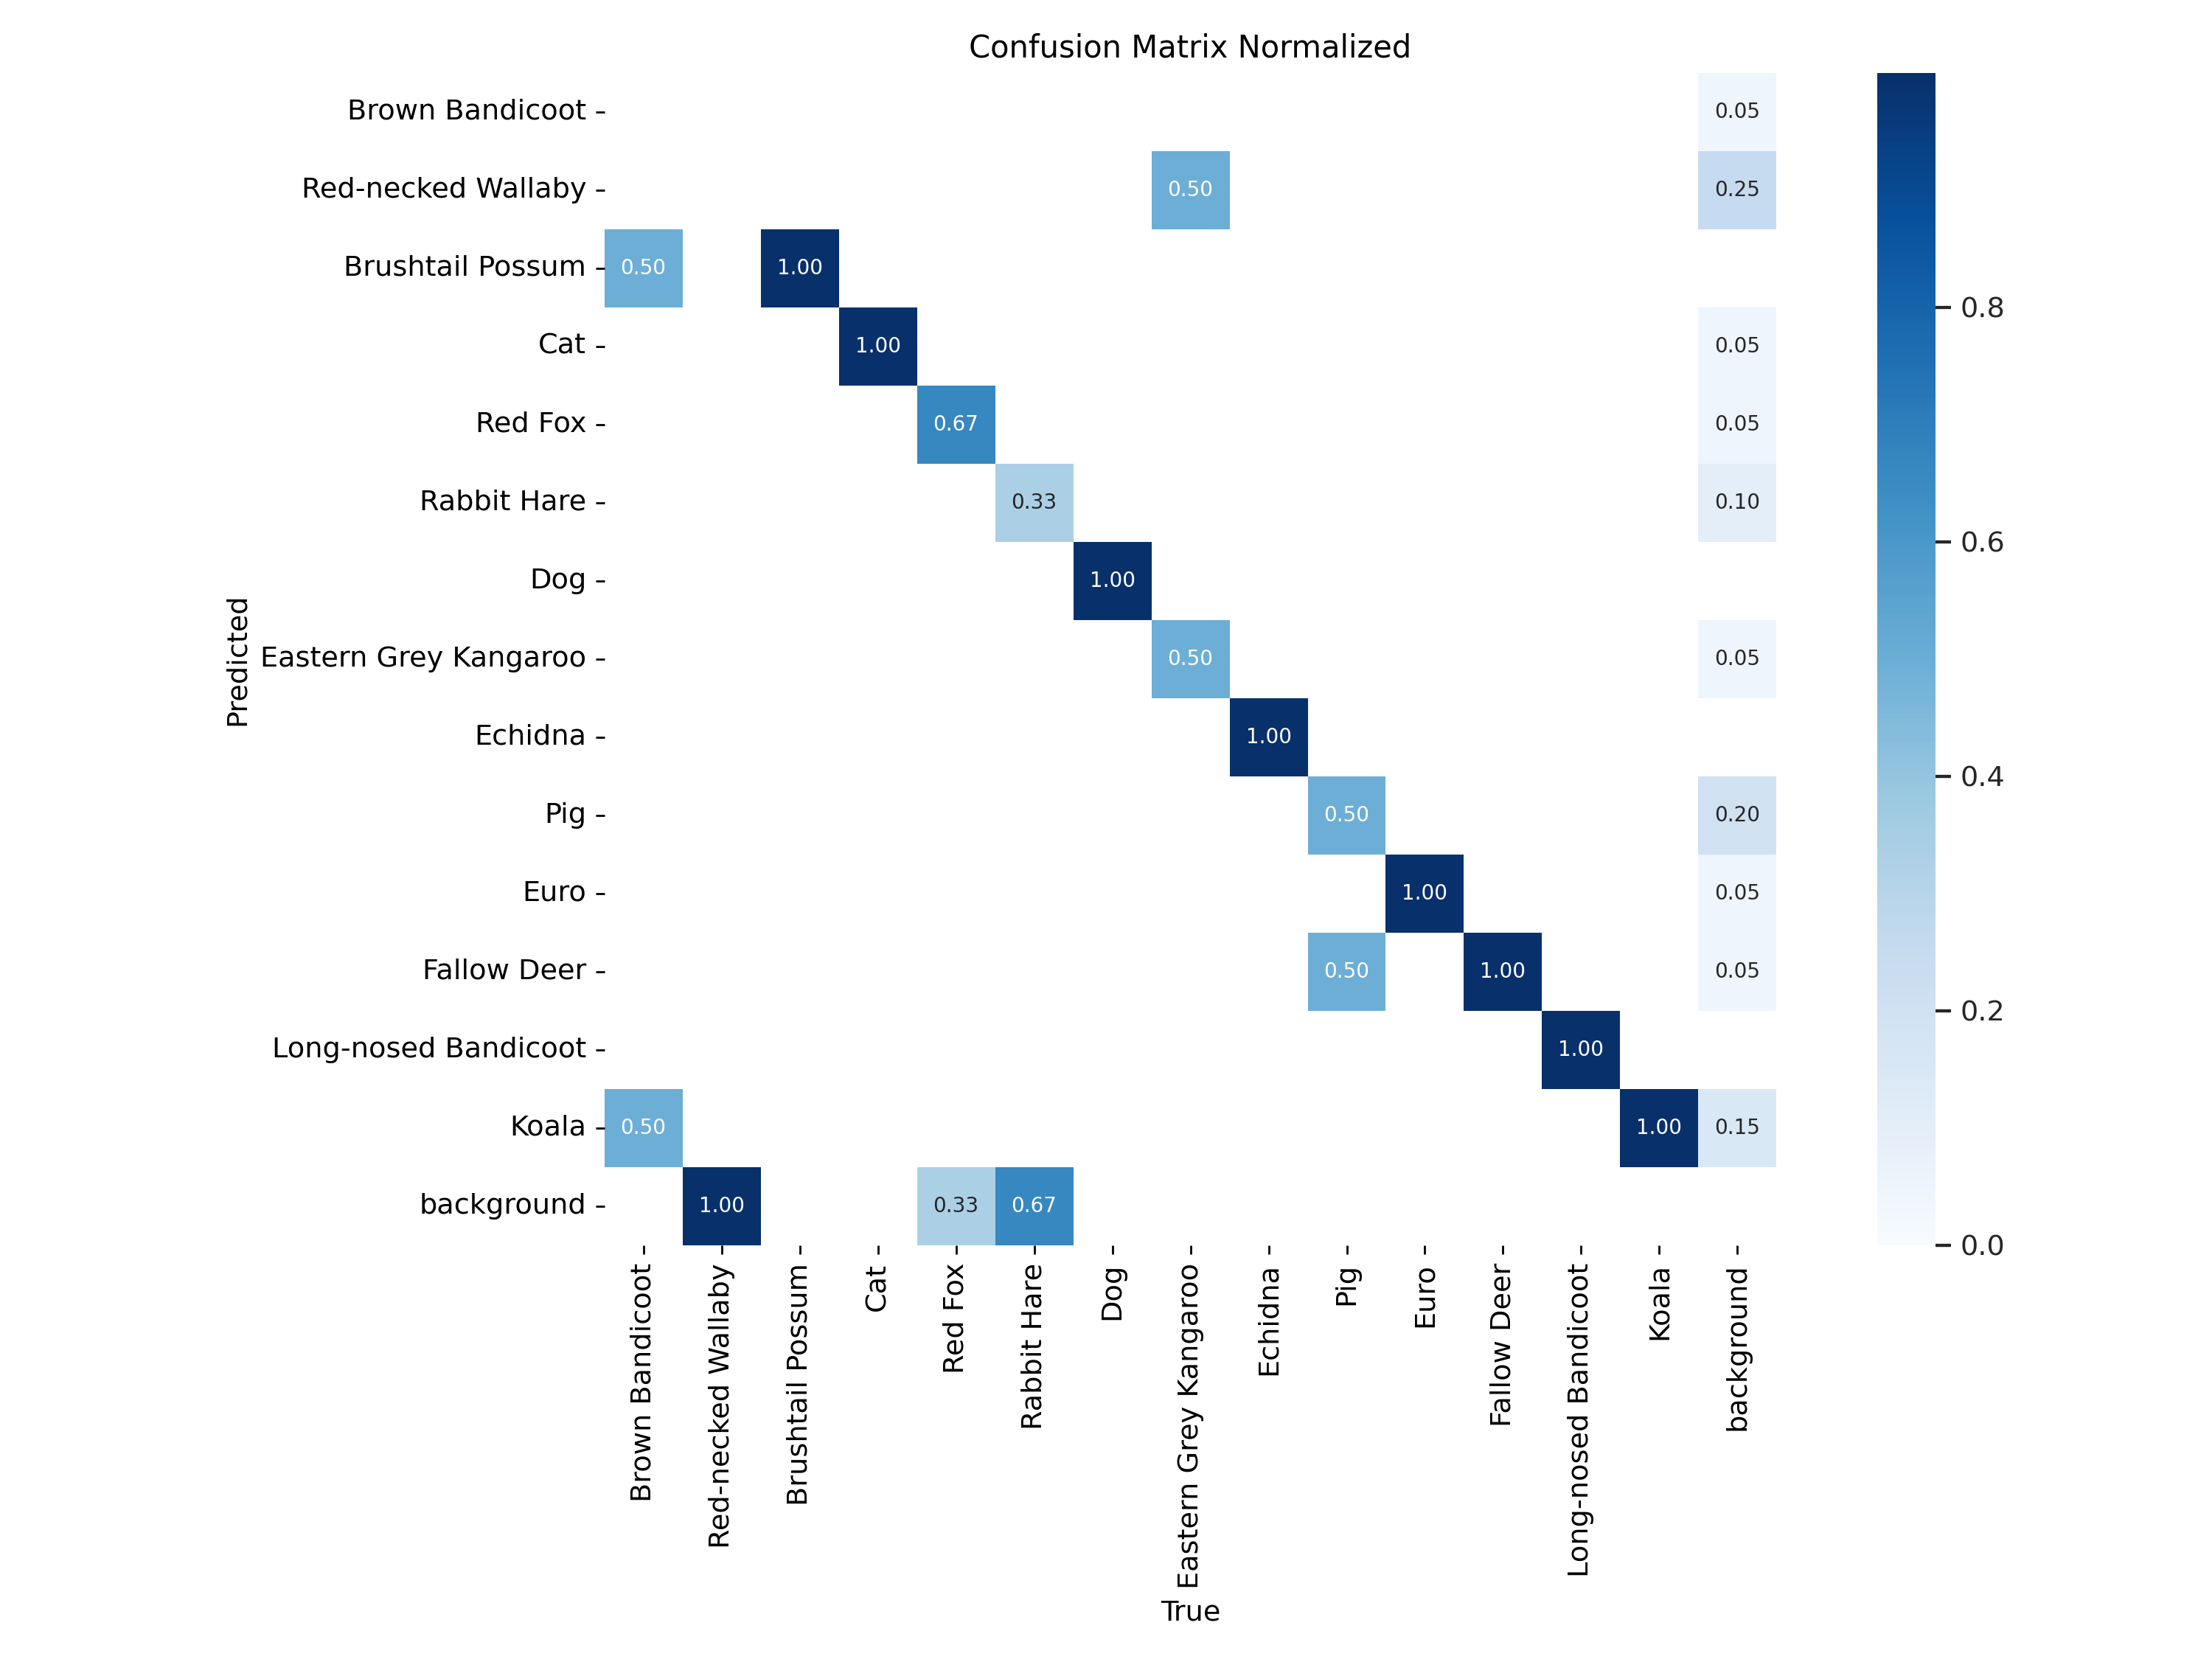 Confusion Matrix Normalized
Brown Bandicoot 0.05
Red-necked Wallaby 0.50 0.25
Brushtail Possum 0.50 1.00
Cat 1.00 0.05
0.8
Red Fox 0.67 0.05
Rabbit Hare 0.33 0.10
0.6
Dog 1.00
Predicted
Eastern Grey Kangaroo 0.50 0.05
Echidna 1.00
0.4
Pig 0.50 0.20
Euro 1.00 0.05
Fallow Deer 0.50 1.00 0.05
0.2
Long-nosed Bandicoot 1.00
Koala 0.50 1.00 0.15
background 1.00 0.33 0.67
0.0
Brown Bandicoot
Red-necked Wallaby
Brushtail Possum
Cat
Red Fox
Rabbit Hare
Dog
Eastern Grey Kangaroo
Echidna
Pig
Euro
Fallow Deer
Long-nosed Bandicoot
Koala
background
True